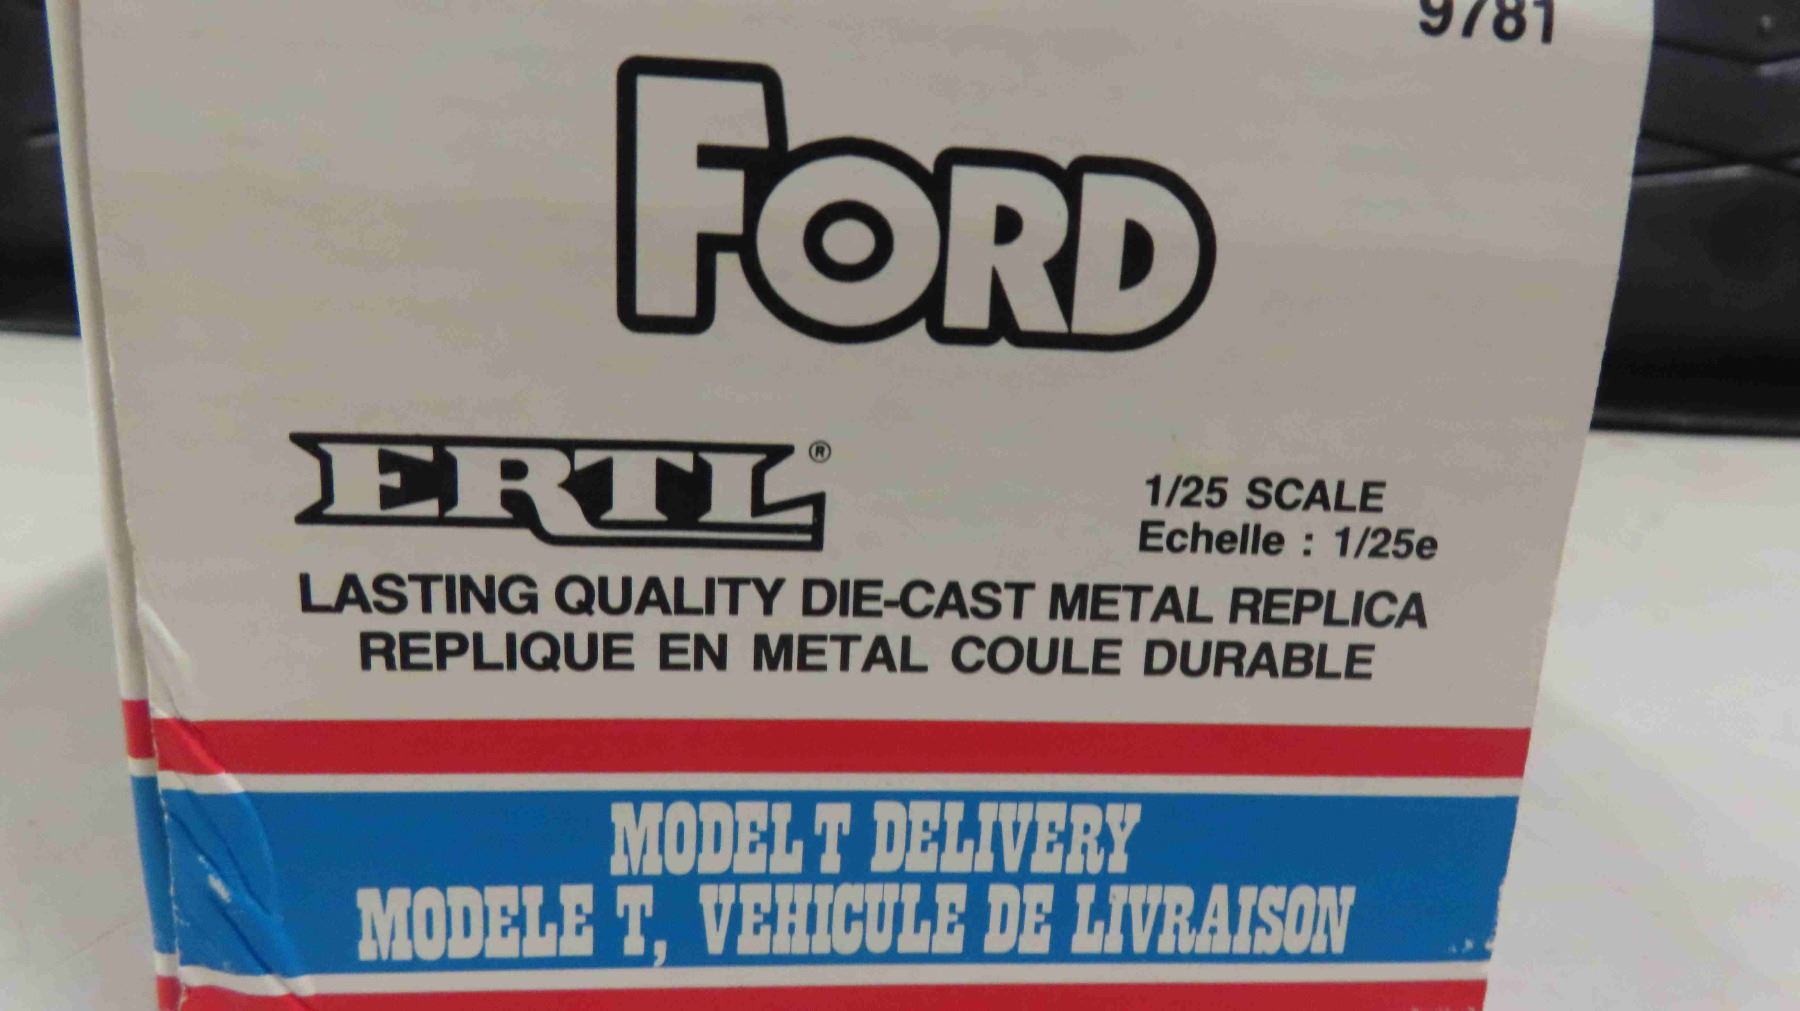 9781
FORD
ERTL®
1/25 SCALE
Echelle : 1/25e
LASTING QUALITY DIE-CAST METAL REPLICA
REPLIQUE EN METAL COULE DURABLE
MODEL T DELIVERY
MODELE T, VEHICULE DE LIVRAISON